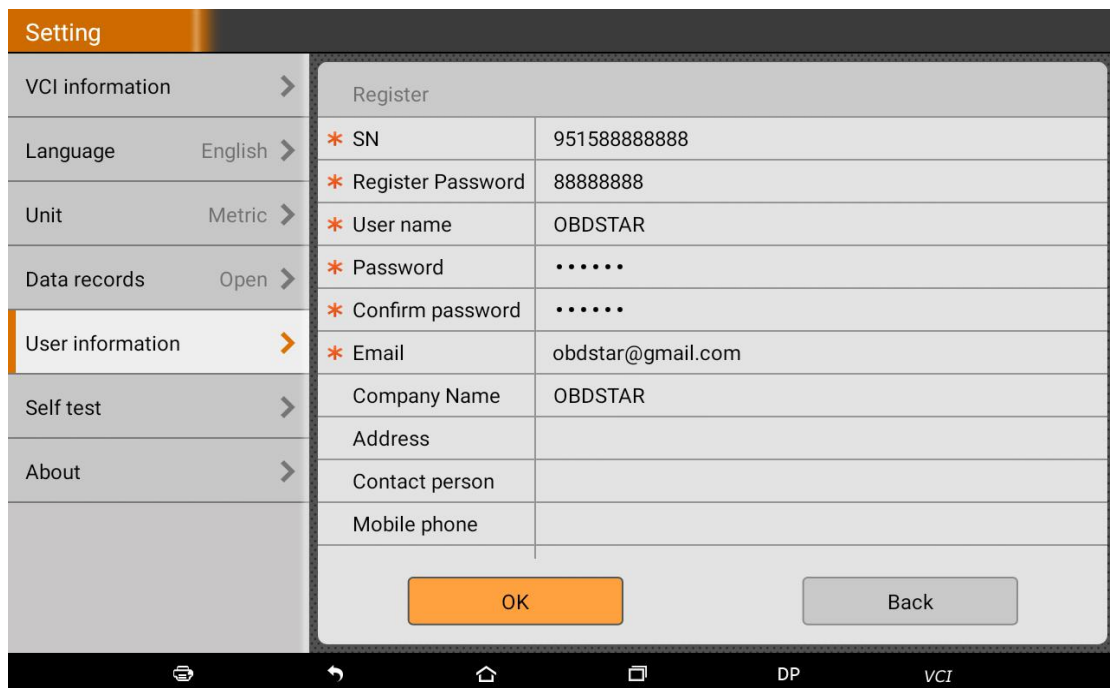 Setting
VCI information
Language English
Unit Metric
Data records Open
User information
Self test
About
Register
* SN 951588888888
* Register Password 88888888
* User name OBDSTAR
* Password ••••••
* Confirm password ••••••
* Email obdstar@gmail.com
Company Name OBDSTAR
Address
Contact person
Mobile phone
OK Back
DP VCI